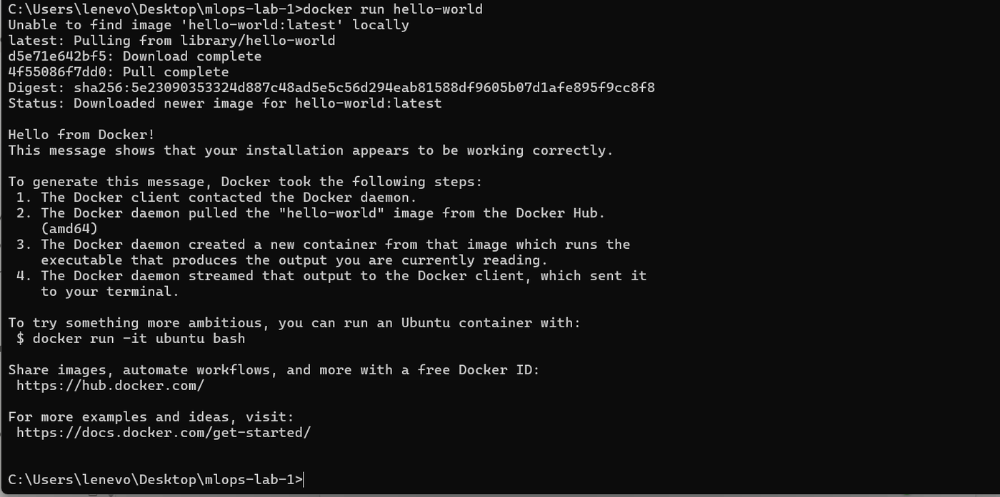 C:\Users\lenevo\Desktop\mlops-lab-1>docker run hello-world
Unable to find image 'hello-world:latest' locally
latest: Pulling from library/hello-world
d5e71e642bf5: Download complete
4f55086f7dd0: Pull complete
Digest: sha256:5e23090353324d887c48ad5e5c56d294eab81588df9605b07d1afe895f9cc8f8
Status: Downloaded newer image for hello-world:latest

Hello from Docker!
This message shows that your installation appears to be working correctly.

To generate this message, Docker took the following steps:
 1. The Docker client contacted the Docker daemon.
 2. The Docker daemon pulled the "hello-world" image from the Docker Hub.
    (amd64)
 3. The Docker daemon created a new container from that image which runs the
    executable that produces the output you are currently reading.
 4. The Docker daemon streamed that output to the Docker client, which sent it
    to your terminal.

To try something more ambitious, you can run an Ubuntu container with:
 $ docker run -it ubuntu bash

Share images, automate workflows, and more with a free Docker ID:
 https://hub.docker.com/

For more examples and ideas, visit:
 https://docs.docker.com/get-started/

C:\Users\lenevo\Desktop\mlops-lab-1>